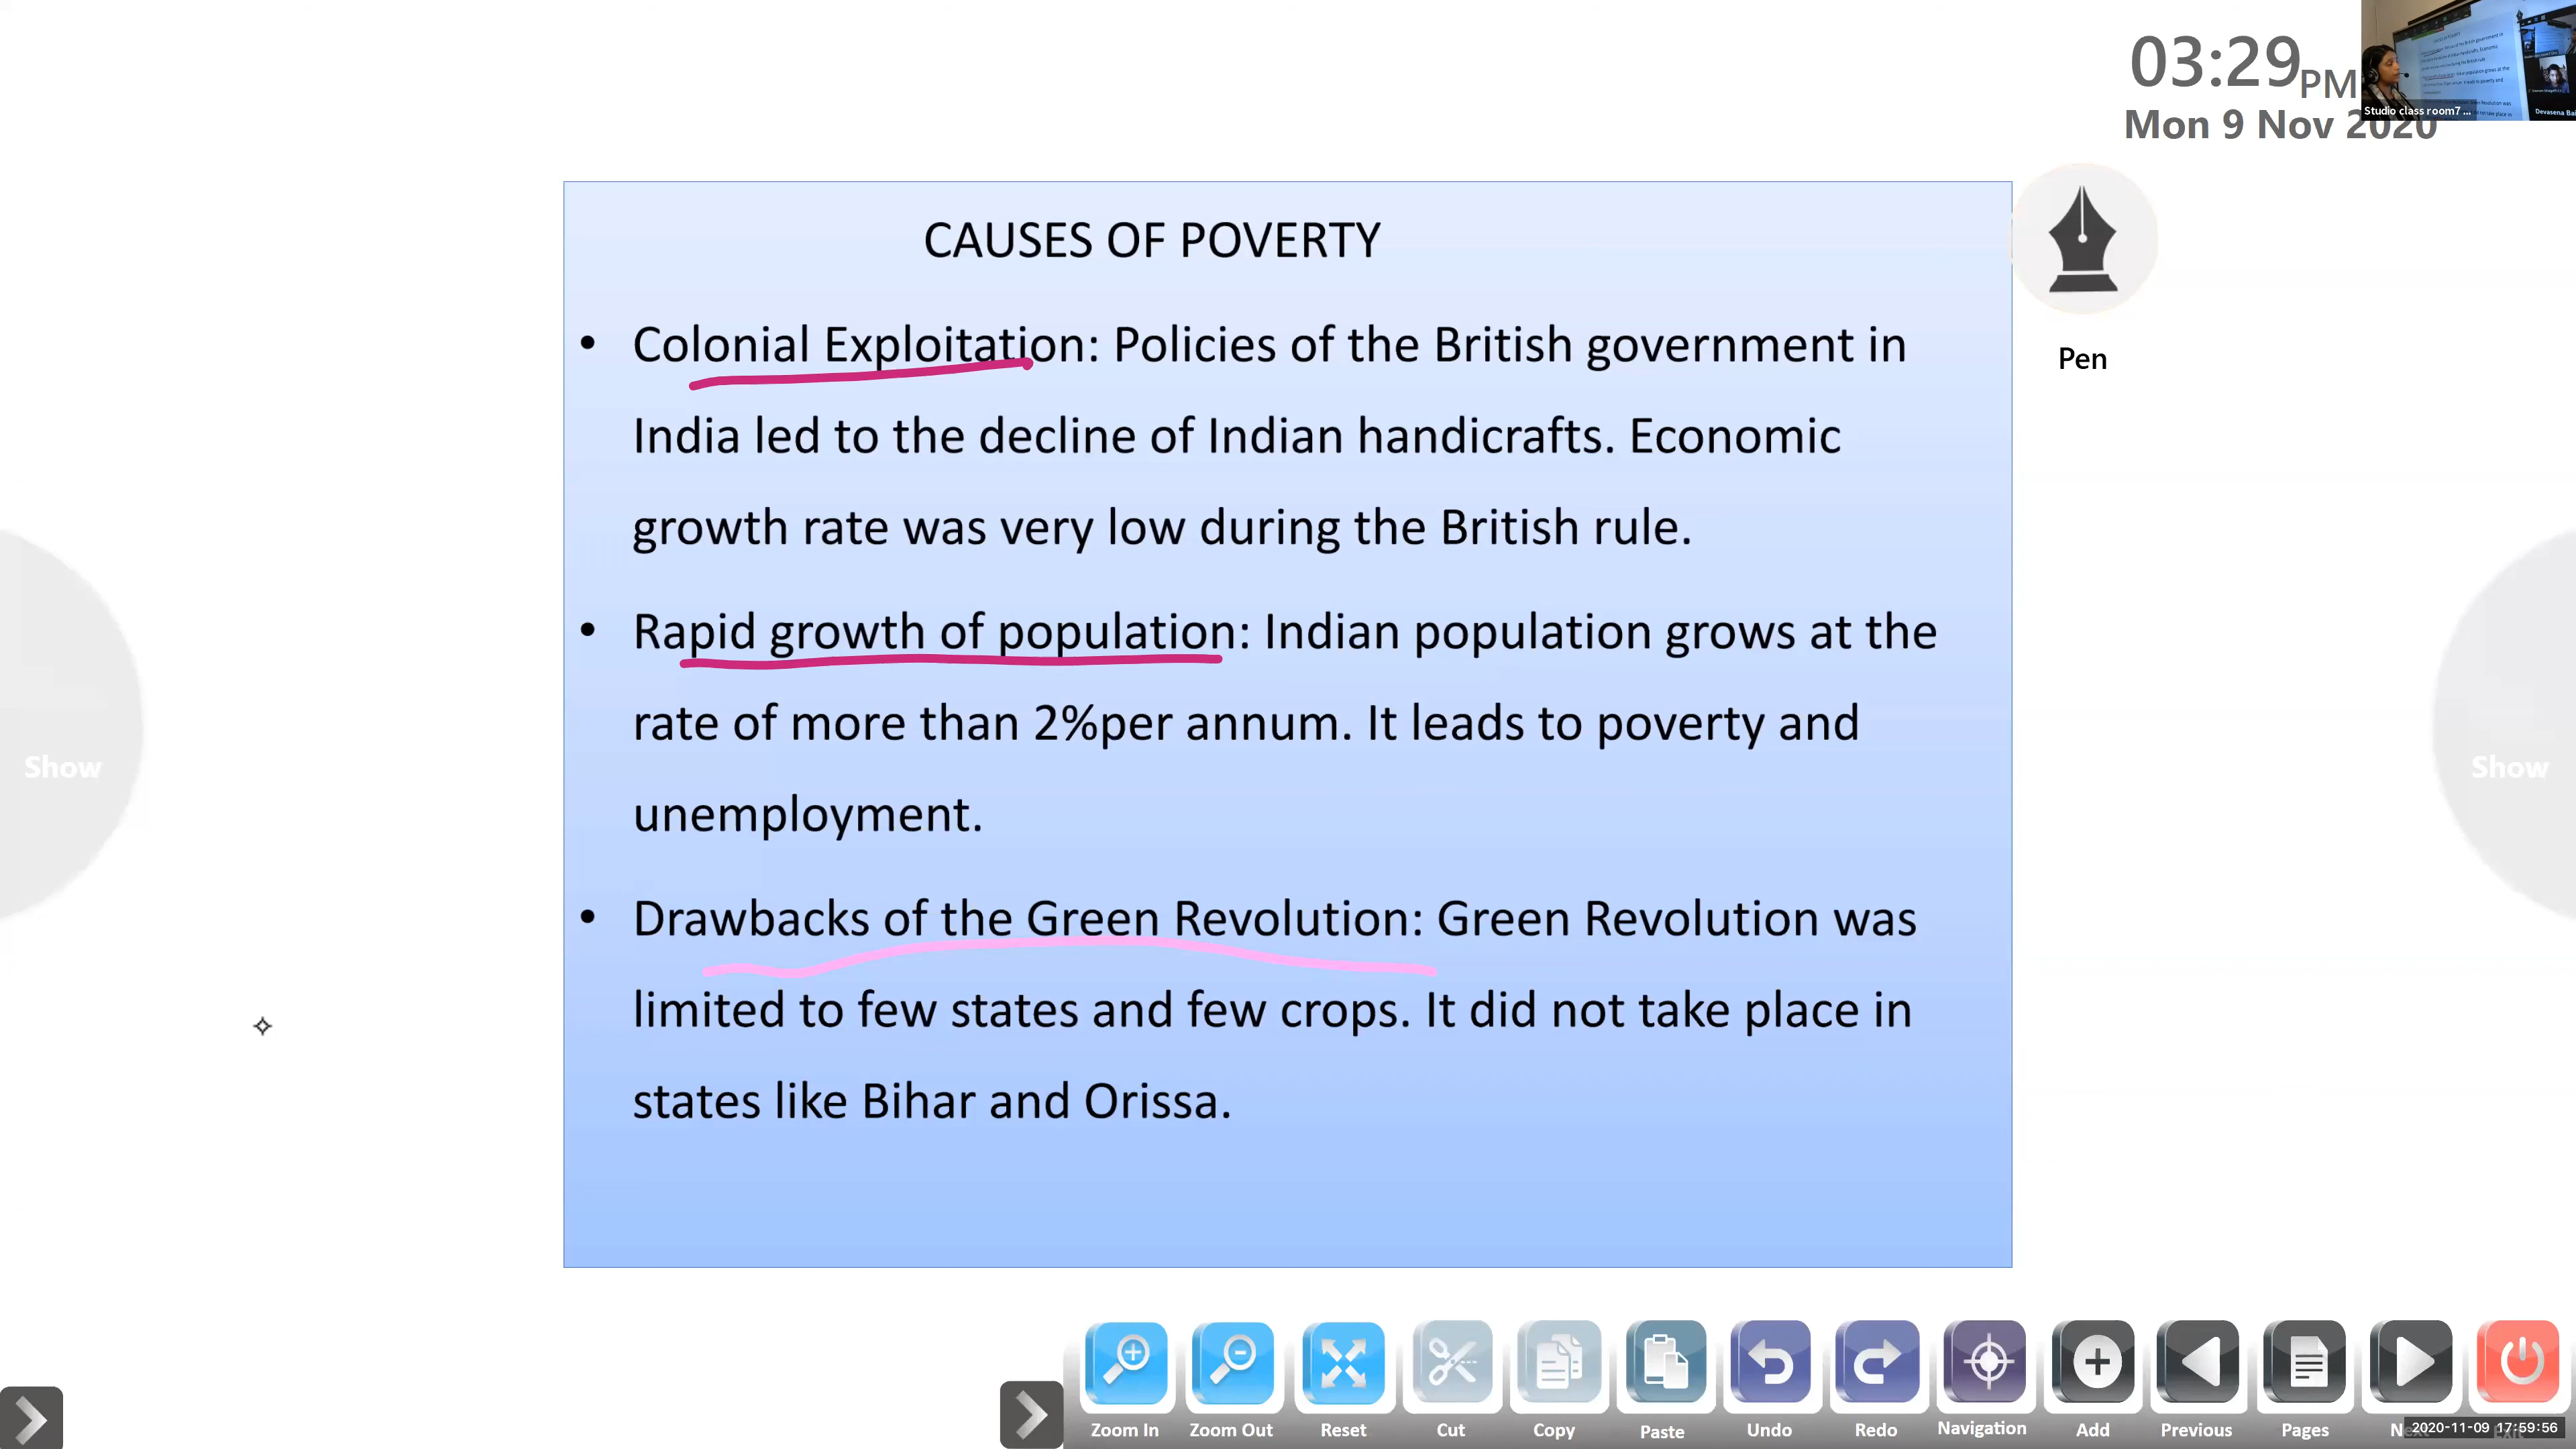 03:29PM
Mon 9 Nov 2020
Studio class room7 ...
CAUSES OF POVERTY
• Colonial Exploitation: Policies of the British government in
India led to the decline of Indian handicrafts. Economic
growth rate was very low during the British rule.
• Rapid growth of population: Indian population grows at the
rate of more than 2%per annum. It leads to poverty and
unemployment.
• Drawbacks of the Green Revolution: Green Revolution was
limited to few states and few crops. It did not take place in
states like Bihar and Orissa.
Pen
Show
Show
Zoom In Zoom Out Reset Cut Copy Paste Undo Redo Navigation Add Previous Pages
2020-11-09 17:59:56